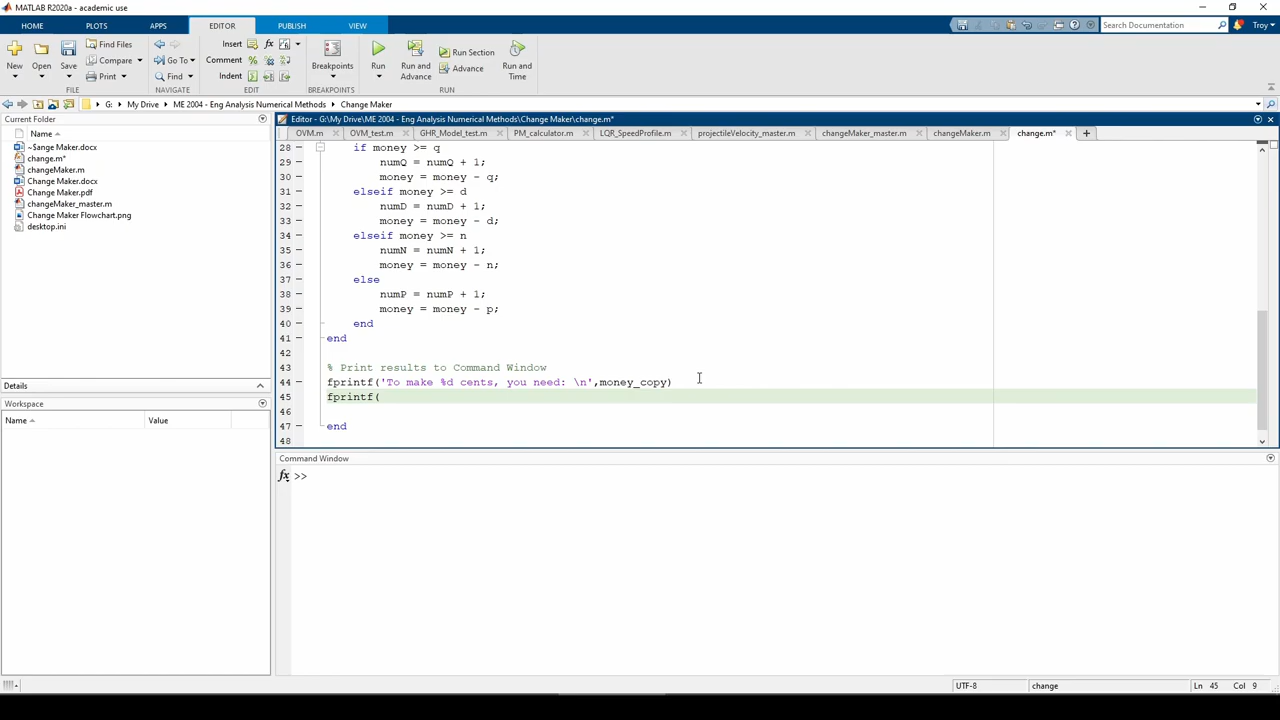 MATLAB R2020a - academic use
HOME PLOTS APPS EDITOR PUBLISH VIEW
Search Documentation Troy
New Open Save Find Files Compare Print
Go To Find
Insert fx
Comment
Indent
Breakpoints Run Run and Advance Run Section Advance Run and Time
FILE NAVIGATE EDIT BREAKPOINTS RUN
G: My Drive ME 2004 - Eng Analysis Numerical Methods Change Maker
Current Folder
Name
~$ange Maker.docx
change.m*
changeMaker.m
Change Maker.docx
Change Maker.pdf
changeMaker_master.m
Change Maker Flowchart.png
desktop.ini
Details
Workspace
Name Value
Editor - G:\My Drive\ME 2004 - Eng Analysis Numerical Methods\Change Maker\change.m*
OVM.m OVM_test.m GHR_Model_test.m PM_calculator.m LQR_SpeedProfile.m projectileVelocity_master.m changeMaker_master.m changeMaker.m change.m*
28 if money >= q
29 numQ = numQ + 1;
30 money = money - q;
31 elseif money >= d
32 numD = numD + 1;
33 money = money - d;
34 elseif money >= n
35 numN = numN + 1;
36 money = money - n;
37 else
38 numP = numP + 1;
39 money = money - p;
40 end
41 end
42
43 % Print results to Command Window
44 fprintf('To make %d cents, you need: \n',money_copy)
45 fprintf(
46
47 end
48
Command Window
fx >>
UTF-8 change Ln 45 Col 9